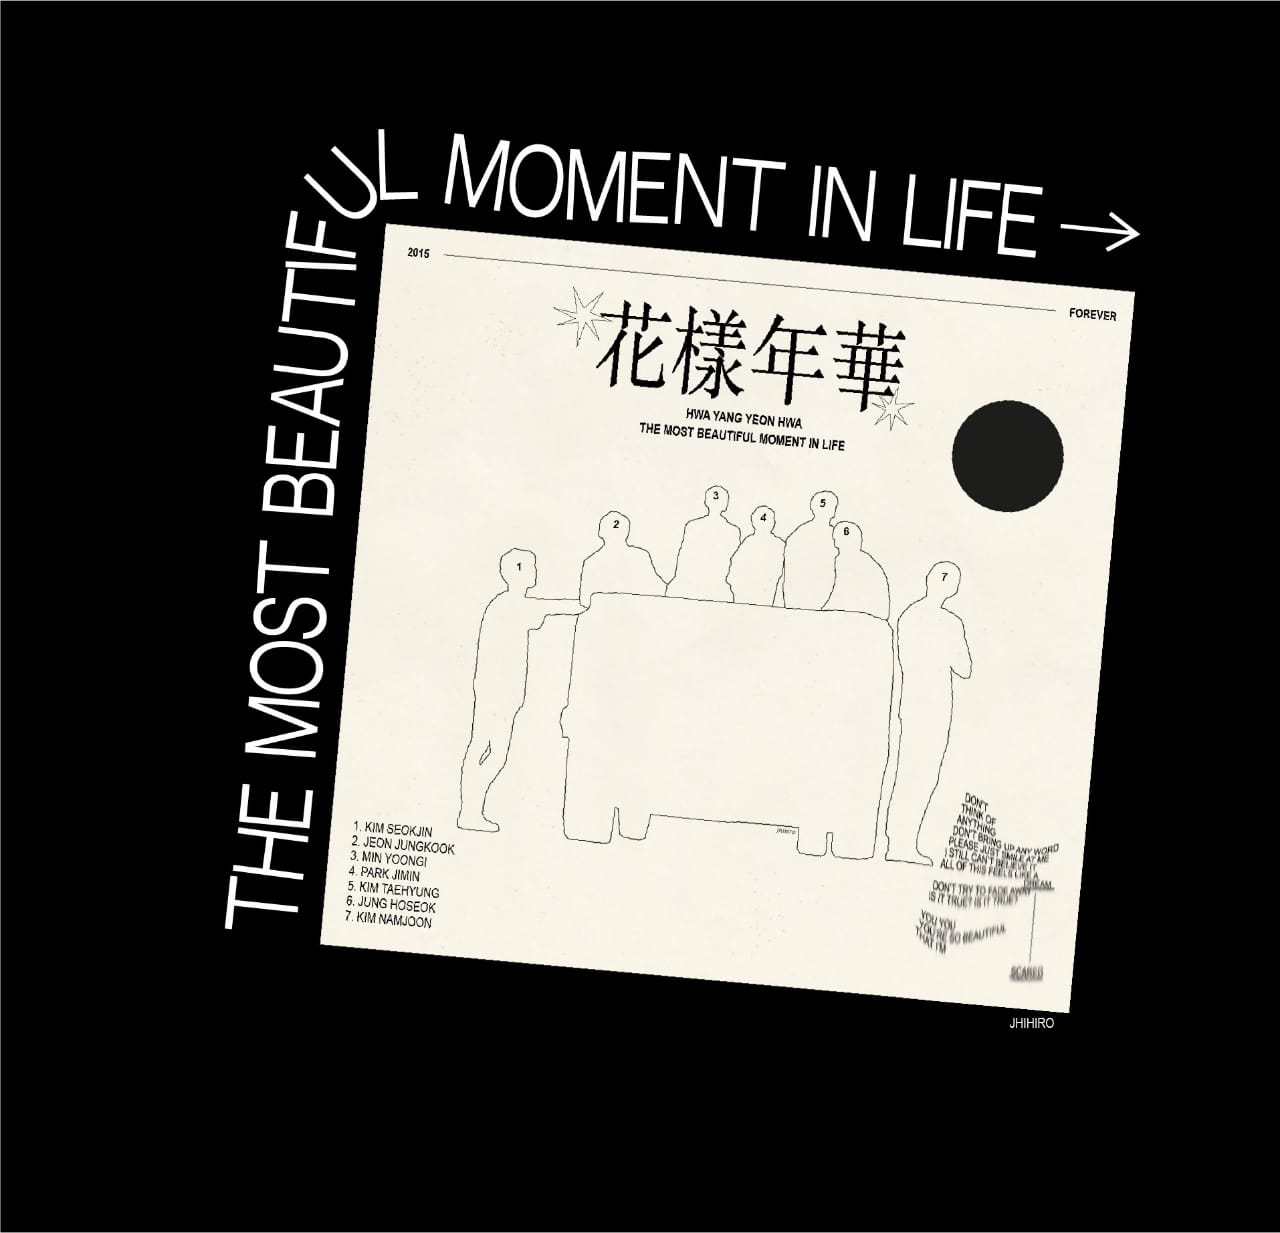 THE MOST BEAUTIFUL MOMENT IN LIFE →
2015
FOREVER
花樣年華
HWA YANG YEON HWA
THE MOST BEAUTIFUL MOMENT IN LIFE
3
5
4
2
6
1
7
JHIHIRO
1. KIM SEOKJIN
2. JEON JUNGKOOK
3. MIN YOONGI
4. PARK JIMIN
5. KIM TAEHYUNG
6. JUNG HOSEOK
7. KIM NAMJOON
DON'T
THINK OF
ANYTHING
DON'T BRING UP ANY WORD
PLEASE JUST SMILE AT ME
I STILL CAN'T BELIEVE IT
ALL OF THIS FEELS LIKE A
DREAM
DON'T TRY TO FADE AWAY
IS IT TRUE? IS IT TRUE?
YOU YOU
YOU'RE SO BEAUTIFUL
THAT I'M
SCARED
JHIHIRO